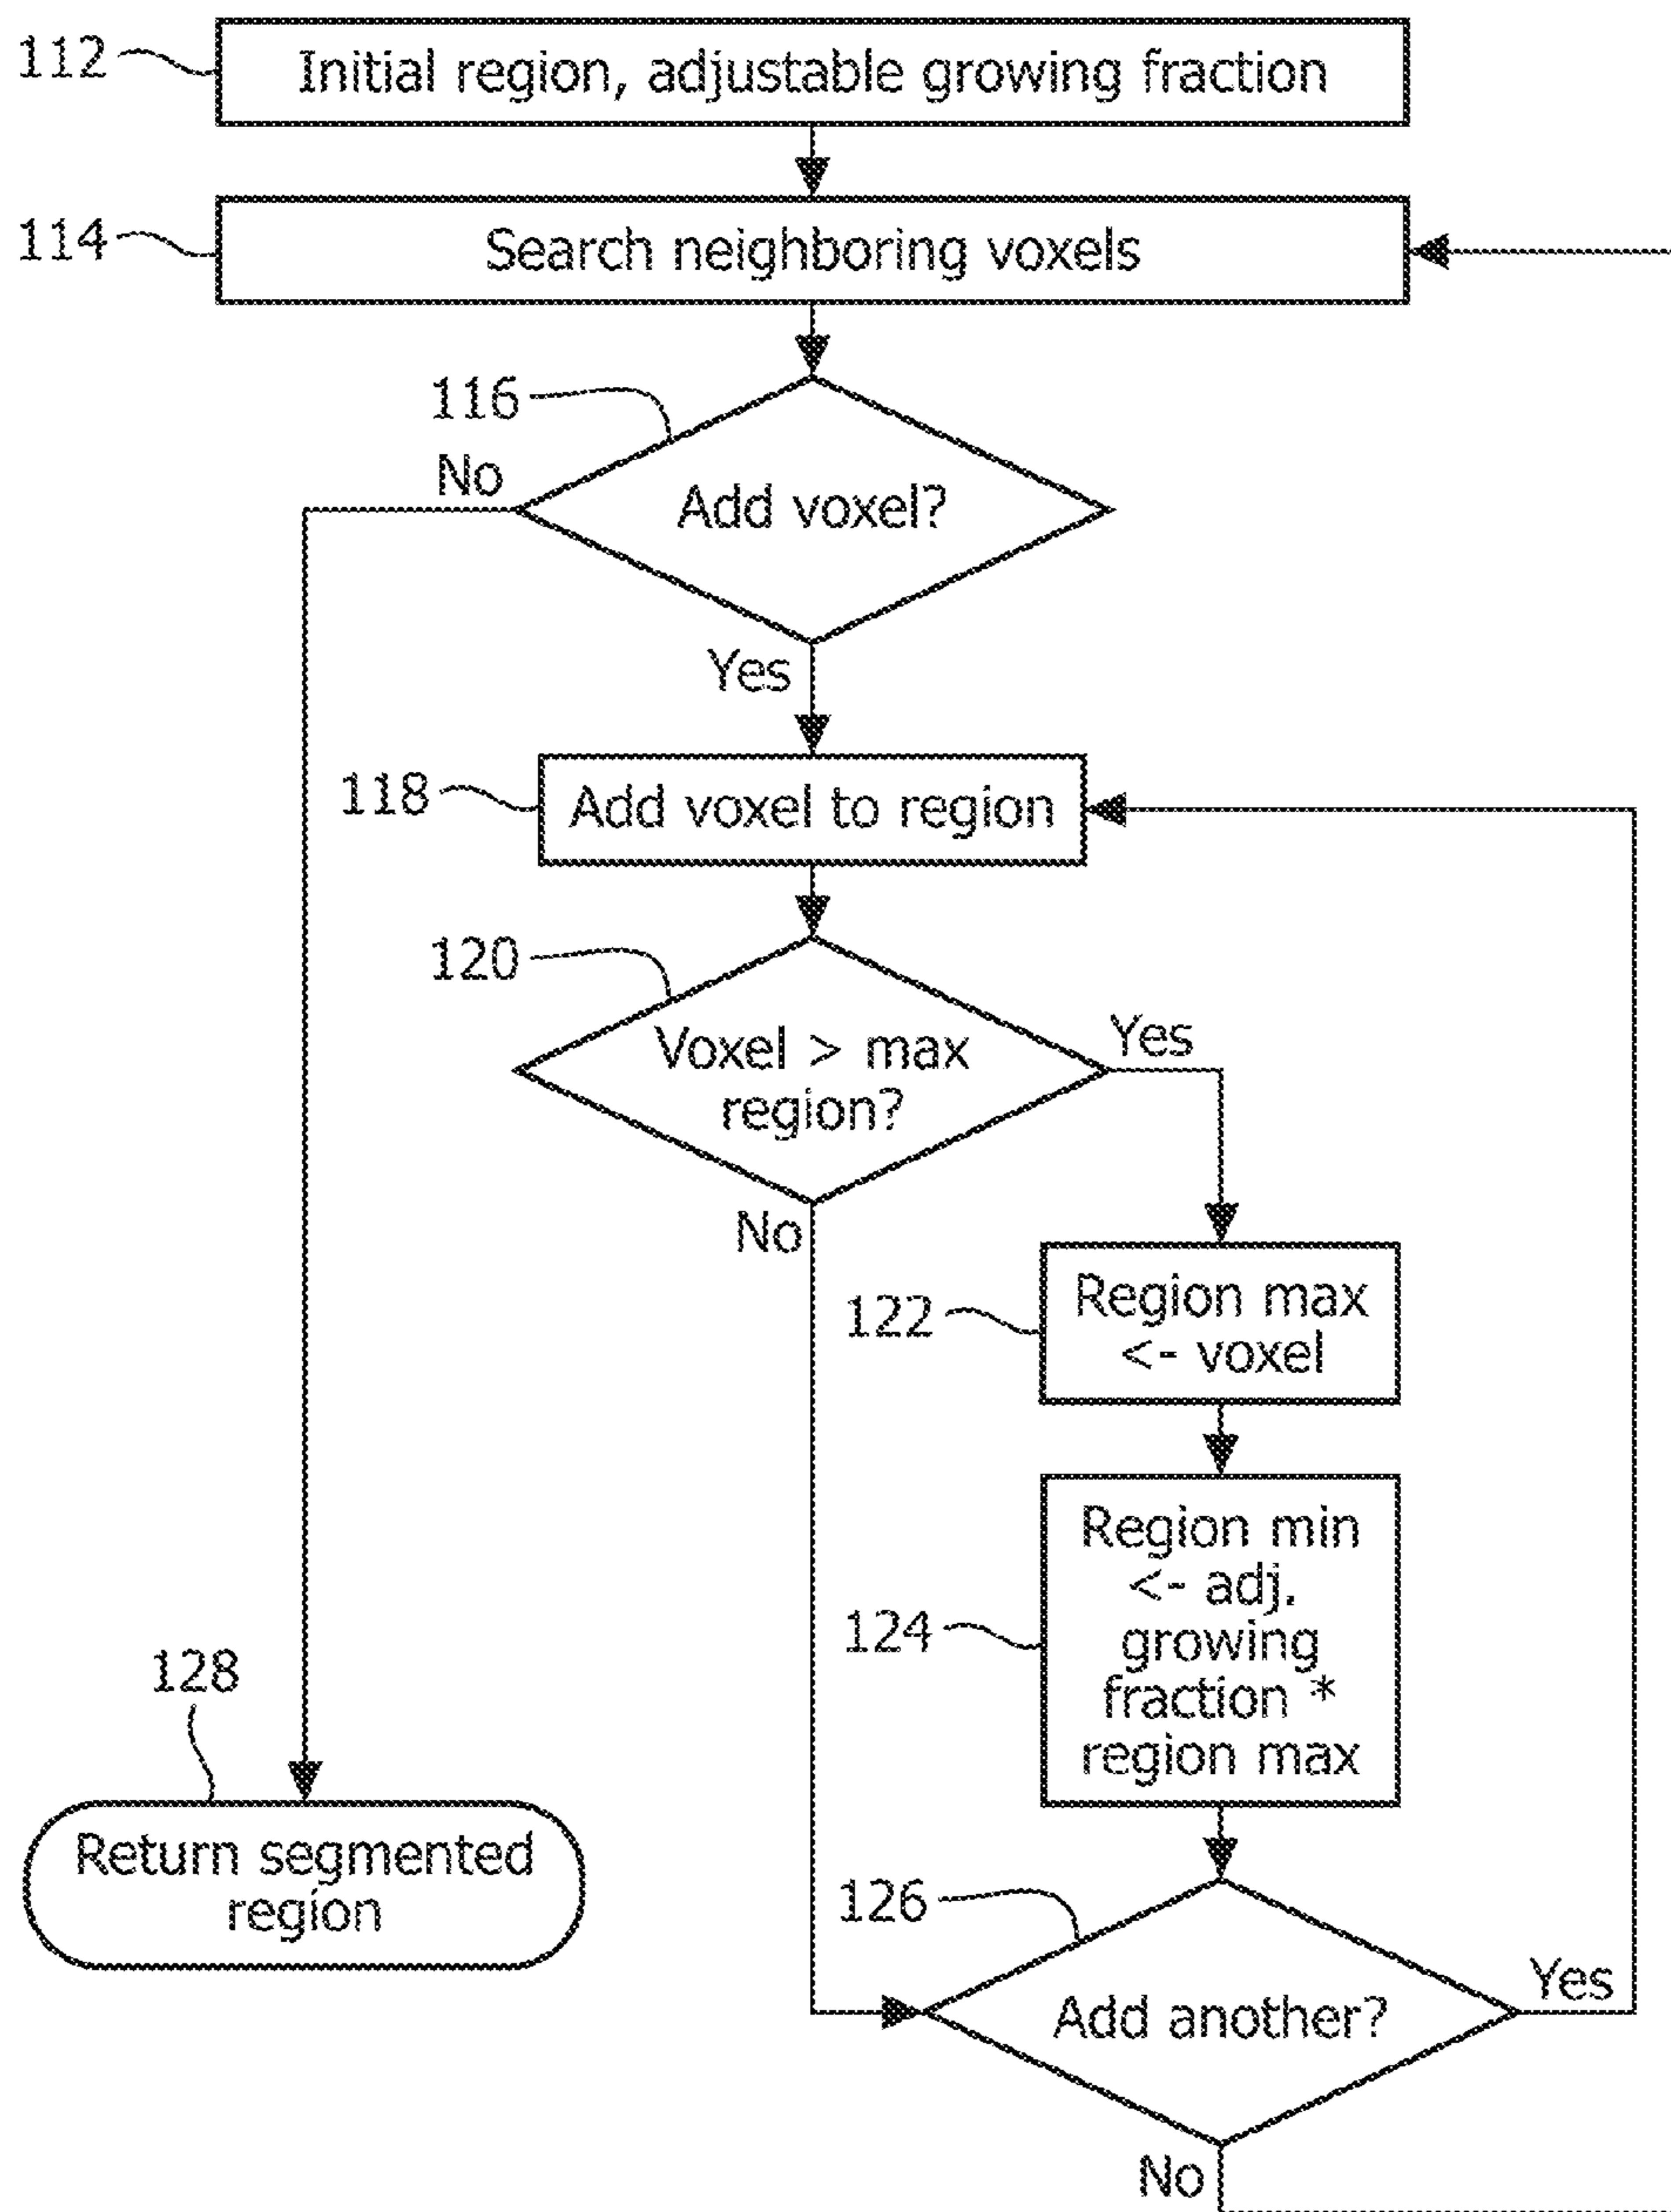 112
Initial region, adjustable growing fraction
114
Search neighboring voxels
116
No
Add voxel?
Yes
118
Add voxel to region
120
Voxel > max
region?
Yes
No
122
Region max
<- voxel
124
Region min
<- adj.
growing
fraction *
region max
128
Return segmented
region
126
Add another?
Yes
No